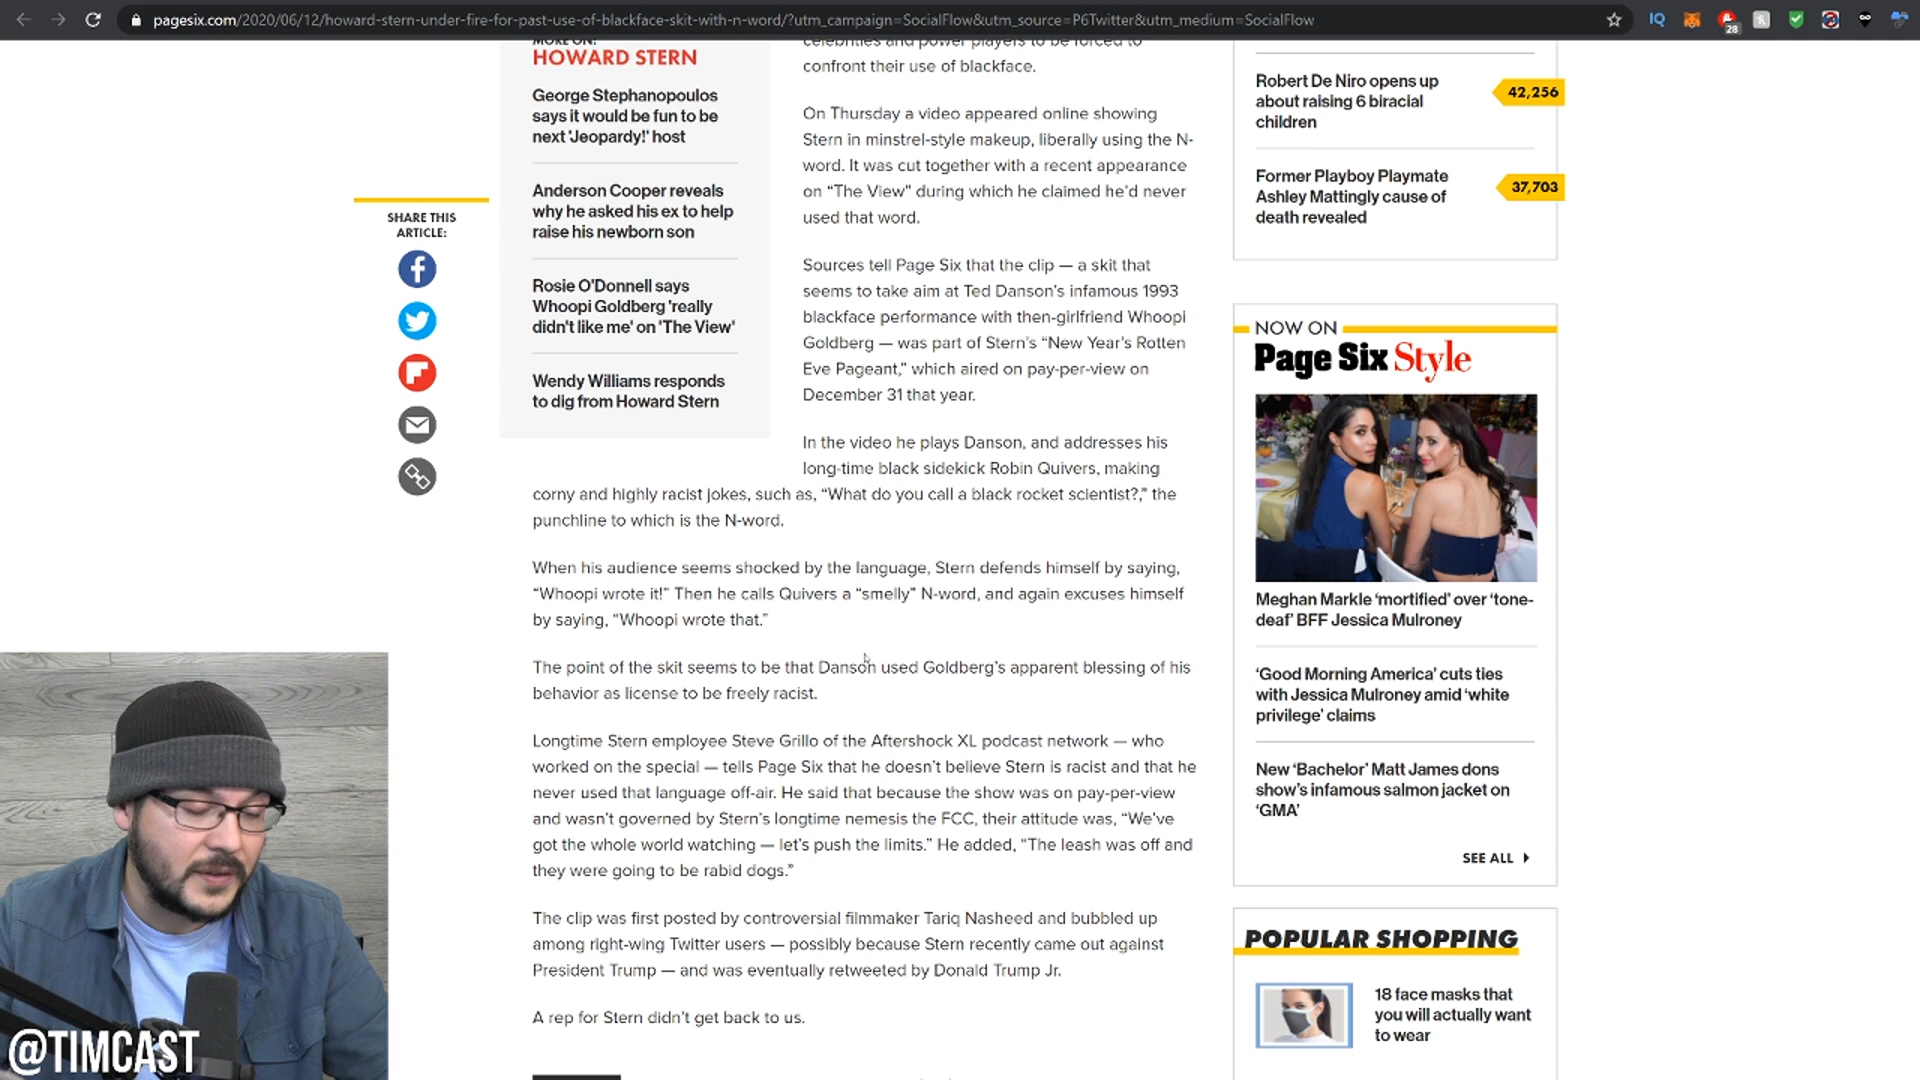 pagesix.com/2020/06/12/howard-stern-under-fire-for-past-use-of-blackface-skit-with-n-word/?utm_campaign=SocialFlow&utm_source=P6Twitter&utm_medium=SocialFlow
IQ
28
MORE ON:
HOWARD STERN
George Stephanopoulos
says it would be fun to be
next 'Jeopardy!' host
Anderson Cooper reveals
why he asked his ex to help
raise his newborn son
Rosie O'Donnell says
Whoopi Goldberg 'really
didn't like me' on 'The View'
Wendy Williams responds
to dig from Howard Stern
SHARE THIS
ARTICLE:
celebrities and power players to be forced to
confront their use of blackface.
On Thursday a video appeared online showing
Stern in minstrel-style makeup, liberally using the N-
word. It was cut together with a recent appearance
on “The View” during which he claimed he’d never
used that word.
Sources tell Page Six that the clip — a skit that
seems to take aim at Ted Danson’s infamous 1993
blackface performance with then-girlfriend Whoopi
Goldberg — was part of Stern’s “New Year’s Rotten
Eve Pageant,” which aired on pay-per-view on
December 31 that year.
In the video he plays Danson, and addresses his
long-time black sidekick Robin Quivers, making
corny and highly racist jokes, such as, “What do you call a black rocket scientist?,” the
punchline to which is the N-word.
When his audience seems shocked by the language, Stern defends himself by saying,
“Whoopi wrote it!” Then he calls Quivers a “smelly” N-word, and again excuses himself
by saying, “Whoopi wrote that.”
The point of the skit seems to be that Danson used Goldberg’s apparent blessing of his
behavior as license to be freely racist.
Longtime Stern employee Steve Grillo of the Aftershock XL podcast network — who
worked on the special — tells Page Six that he doesn’t believe Stern is racist and that he
never used that language off-air. He said that because the show was on pay-per-view
and wasn’t governed by Stern’s longtime nemesis the FCC, their attitude was, “We’ve
got the whole world watching — let’s push the limits.” He added, “The leash was off and
they were going to be rabid dogs.”
The clip was first posted by controversial filmmaker Tariq Nasheed and bubbled up
among right-wing Twitter users — possibly because Stern recently came out against
President Trump — and was eventually retweeted by Donald Trump Jr.
A rep for Stern didn’t get back to us.
Robert De Niro opens up
about raising 6 biracial
children
42,256
Former Playboy Playmate
Ashley Mattingly cause of
death revealed
37,703
NOW ON
Page Six Style
Meghan Markle ‘mortified’ over ‘tone-
deaf’ BFF Jessica Mulroney
‘Good Morning America’ cuts ties
with Jessica Mulroney amid ‘white
privilege’ claims
New ‘Bachelor’ Matt James dons
show’s infamous salmon jacket on
‘GMA’
SEE ALL
POPULAR SHOPPING
18 face masks that
you will actually want
to wear
@TIMCAST